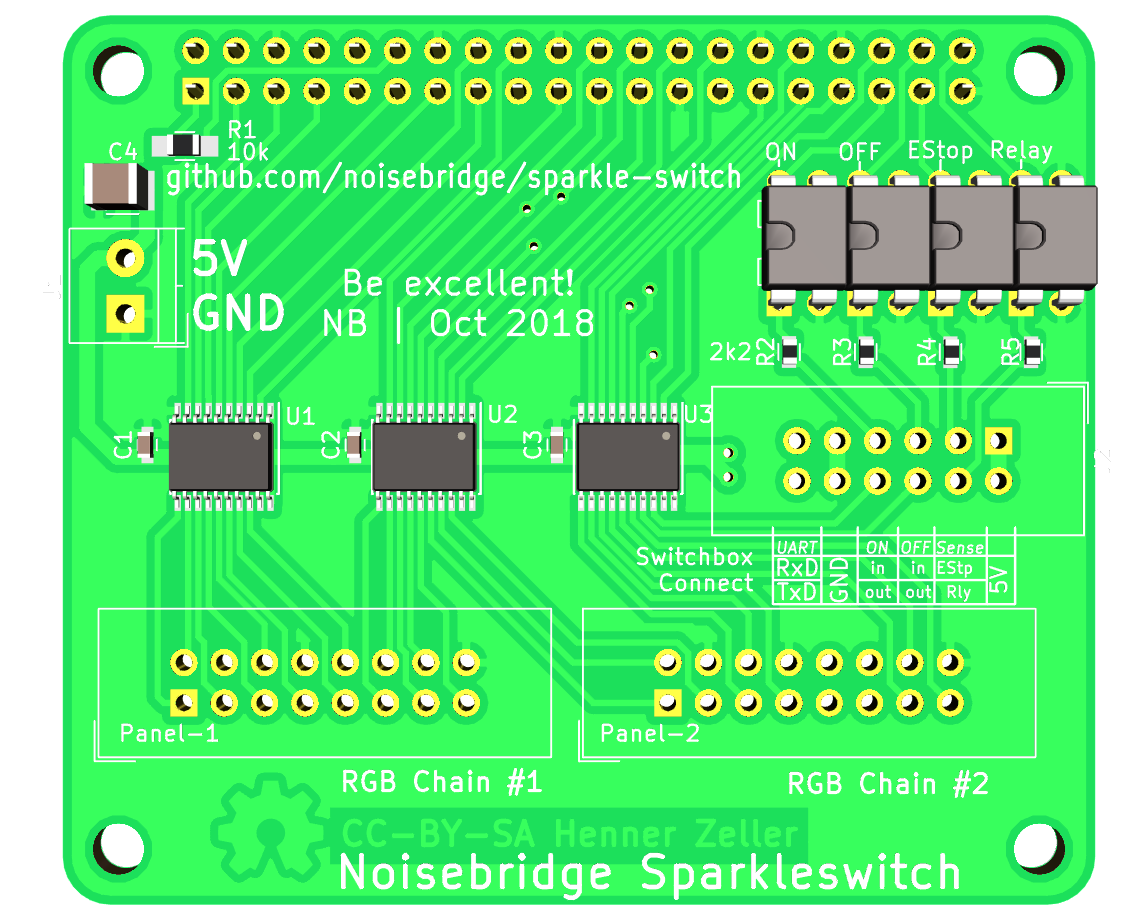 R1
10k
C4
github.com/noisebridge/sparkle-switch
ON OFF EStop Relay
5V
GND
Be excellent!
NB | Oct 2018
2k2 R2 R3 R4 R5
C1 U1 C2 U2 C3 U3
Switchbox
Connect
UART GND ON OFF Sense 5V
RxD in in EStp
TxD out out Rly
Panel-1 Panel-2
RGB Chain #1 RGB Chain #2
CC-BY-SA Henner Zeller
Noisebridge Sparkleswitch